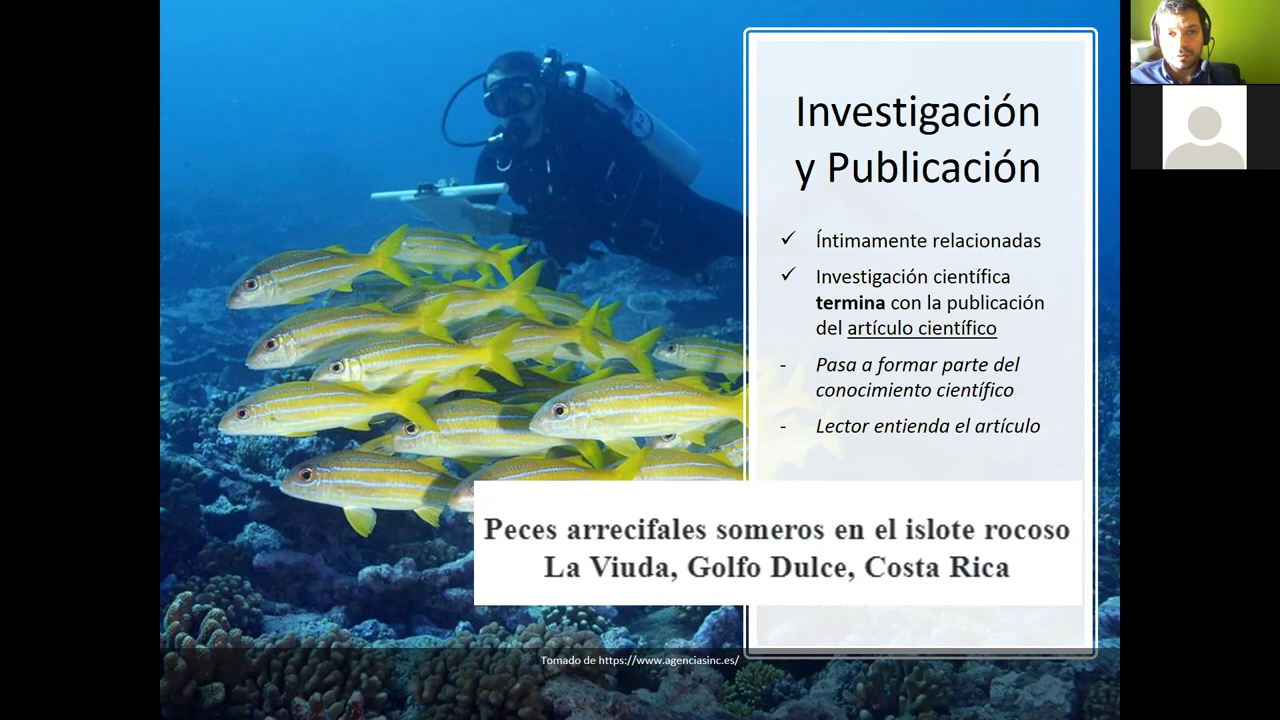 Investigación
y Publicación
✓ Íntimamente relacionadas
✓ Investigación científica
termina con la publicación
del artículo científico
- Pasa a formar parte del
conocimiento científico
- Lector entienda el artículo
Peces arrecifales someros en el islote rocoso
La Viuda, Golfo Dulce, Costa Rica
Tomado de https://www.agenciasinc.es/